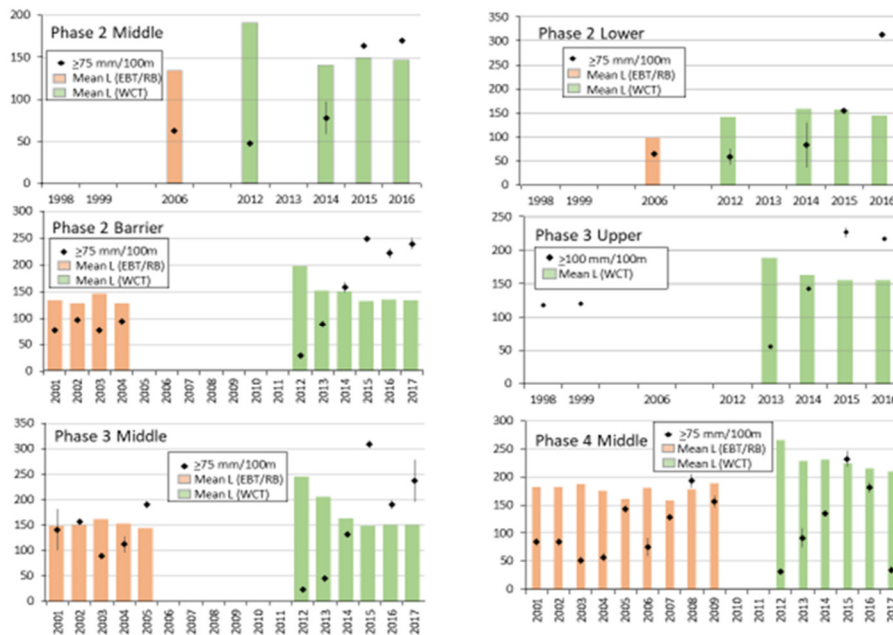 Phase 2 Middle
≥75 mm/100m
Mean L (EBT/RB)
Mean L (WCT)
200
150
100
50
0
1998 1999 2006 2012 2013 2014 2015 2016
Phase 2 Lower
≥75 mm/100m
Mean L (EBT/RB)
Mean L (WCT)
350
300
250
200
150
100
50
0
1998 1999 2006 2012 2013 2014 2015 2016
Phase 2 Barrier
≥75 mm/100m
Mean L (EBT/RB)
Mean L (WCT)
300
250
200
150
100
50
0
2001 2002 2003 2004 2005 2006 2007 2008 2009 2010 2011 2012 2013 2014 2015 2016 2017
Phase 3 Upper
≥100 mm/100m
Mean L (WCT)
250
200
150
100
50
0
1998 1999 2006 2012 2013 2014 2015 2016
Phase 3 Middle
≥75 mm/100m
Mean L (EBT/RB)
Mean L (WCT)
350
300
250
200
150
100
50
0
2001 2002 2003 2004 2005 2006 2007 2008 2009 2010 2011 2012 2013 2014 2015 2016 2017
Phase 4 Middle
≥75 mm/100m
Mean L (EBT/RB)
Mean L (WCT)
300
250
200
150
100
50
0
2001 2002 2003 2004 2005 2006 2007 2008 2009 2010 2011 2012 2013 2014 2015 2016 2017